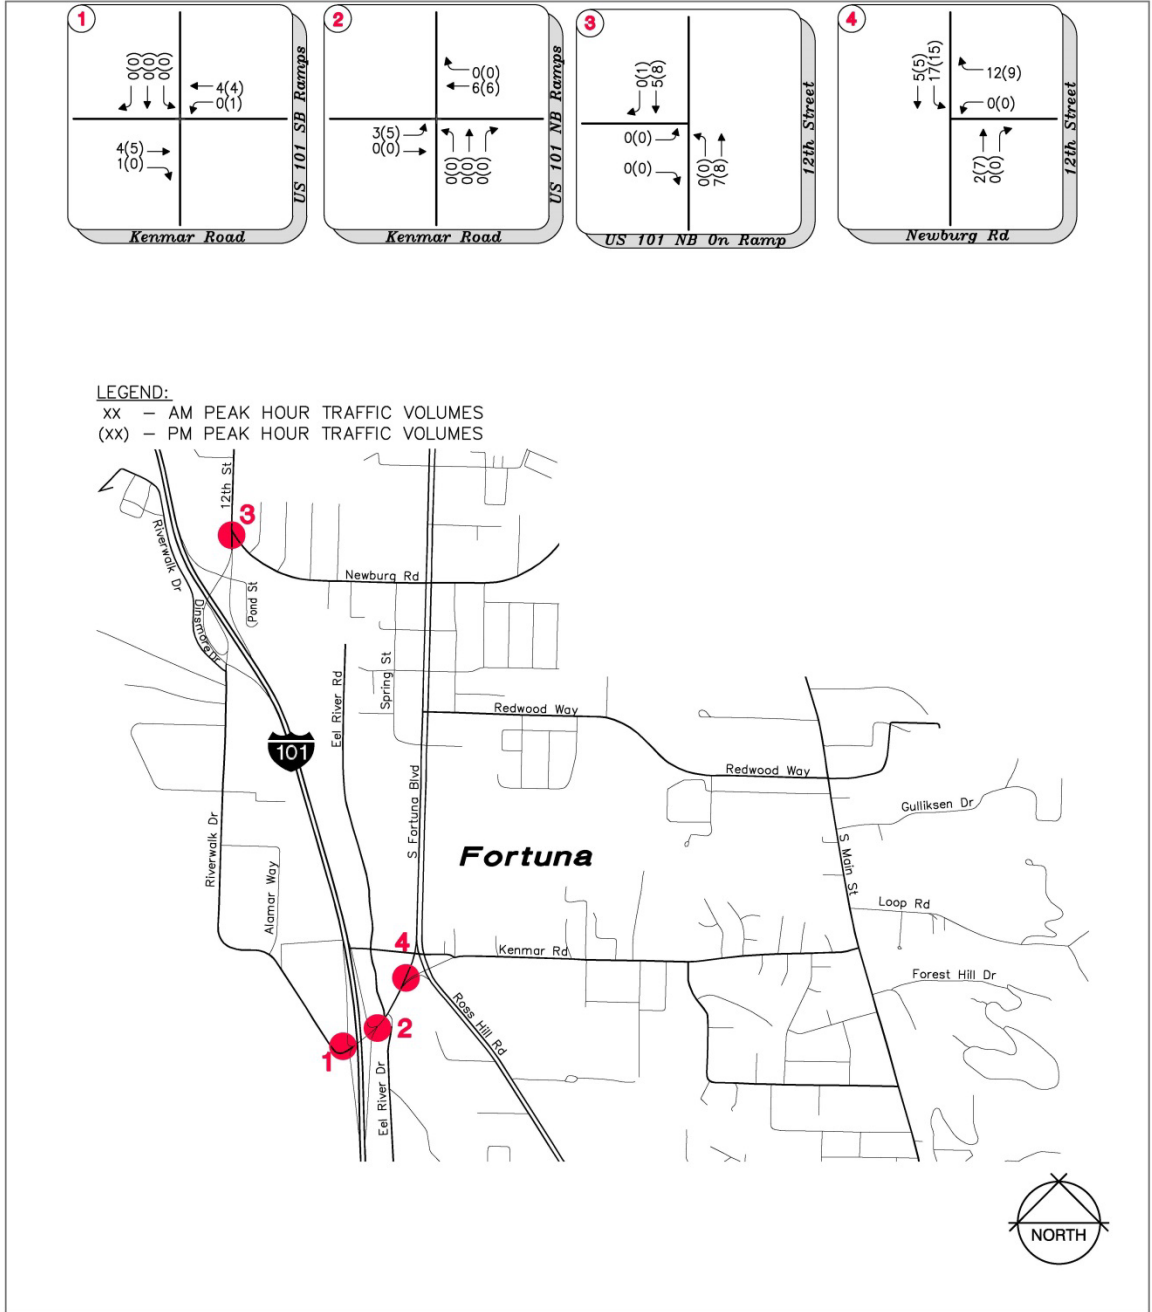 1
0(0)
0(0)
0(0)
4(4)
0(1)
4(5)
1(0)
US 101 SB Ramps
Kenmar Road
2
0(0)
6(6)
3(5)
0(0)
0(0)
0(0)
0(0)
US 101 NB Ramps
Kenmar Road
3
0(1)
5(8)
0(0)
0(0)
0(0)
7(8)
12th Street
US 101 NB On Ramp
4
5(5)
17(15)
12(9)
0(0)
2(7)
0(0)
12th Street
Newburg Rd
LEGEND:
XX – AM PEAK HOUR TRAFFIC VOLUMES
(XX) – PM PEAK HOUR TRAFFIC VOLUMES
12th St
3
Riverwalk Dr
Newburg Rd
Pond St
Dinsmore Dr
Eel River Rd
Spring St
Redwood Way
101
Redwood Way
S Fortuna Blvd
Gulliksen Dr
Riverwalk Dr
Fortuna
S Main St
Alamar Way
Loop Rd
4
Kenmar Rd
Forest Hill Dr
Ross Hill Rd
2
1
Eel River Dr
NORTH